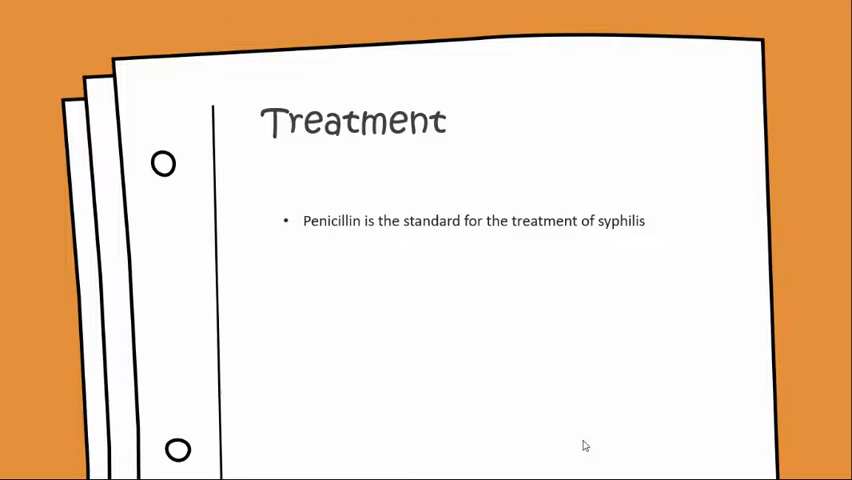 Treatment
• Penicillin is the standard for the treatment of syphilis